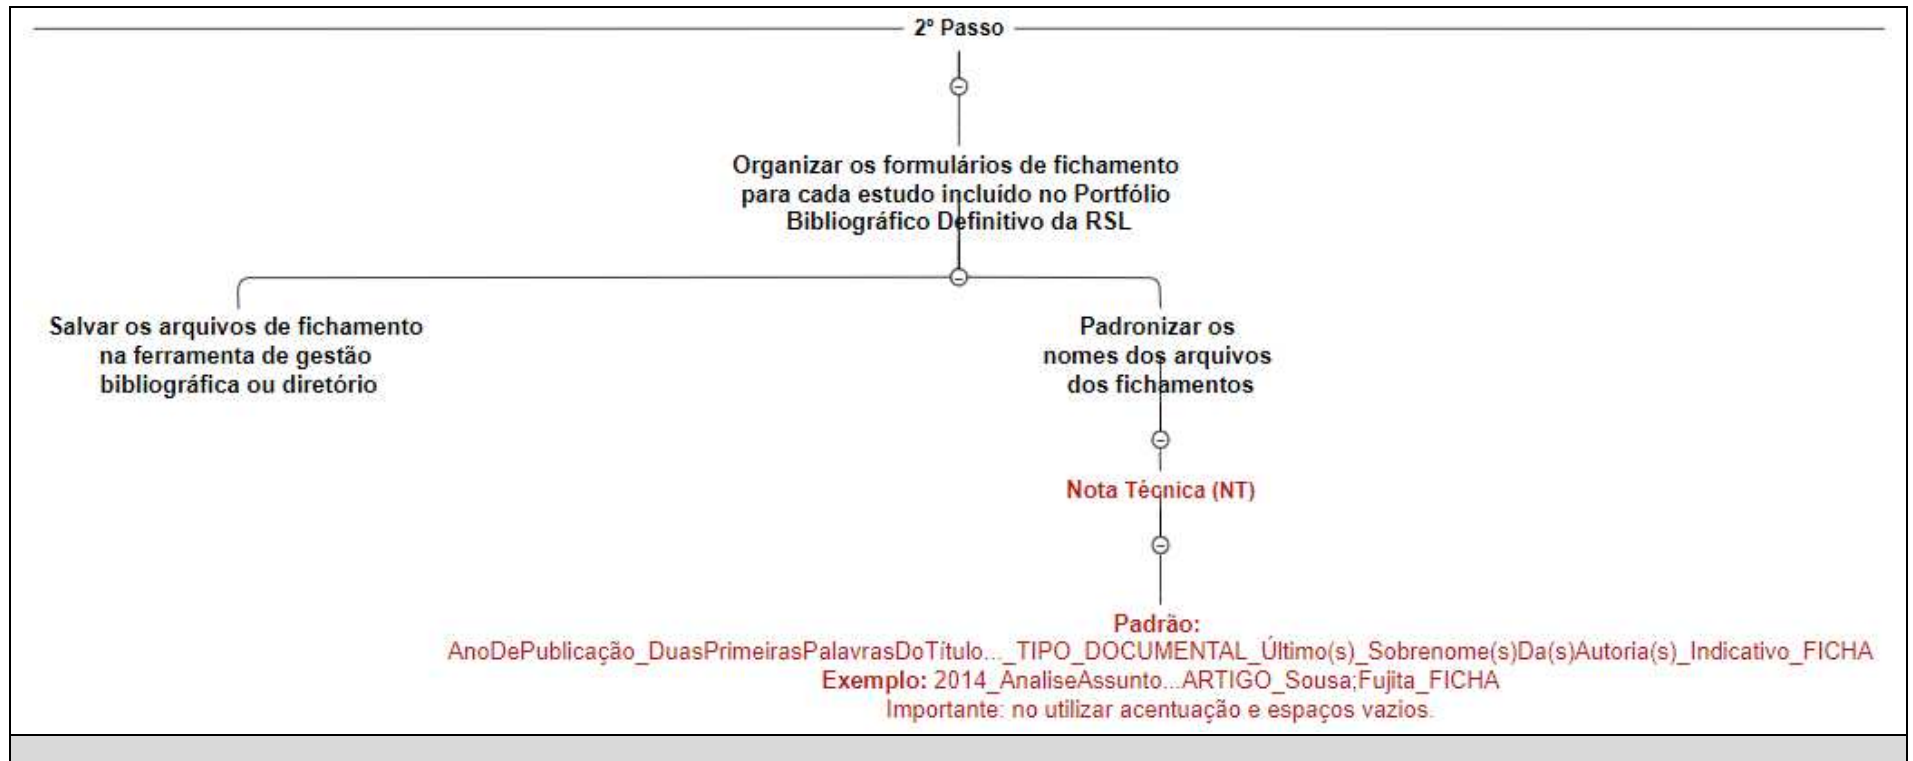 2º Passo
Organizar os formulários de fichamento
para cada estudo incluído no Portfólio
Bibliográfico Definitivo da RSL
Salvar os arquivos de fichamento
na ferramenta de gestão
bibliográfica ou diretório
Padronizar os
nomes dos arquivos
dos fichamentos
Nota Técnica (NT)
Padrão:
AnoDePublicação_DuasPrimeirasPalavrasDoTítulo..._TIPO_DOCUMENTAL_Último(s)_Sobrenome(s)Da(s)Autoria(s)_Indicativo_FICHA
Exemplo: 2014_AnaliseAssunto...ARTIGO_Sousa;Fujita_FICHA
Importante: no utilizar acentuação e espaços vazios.